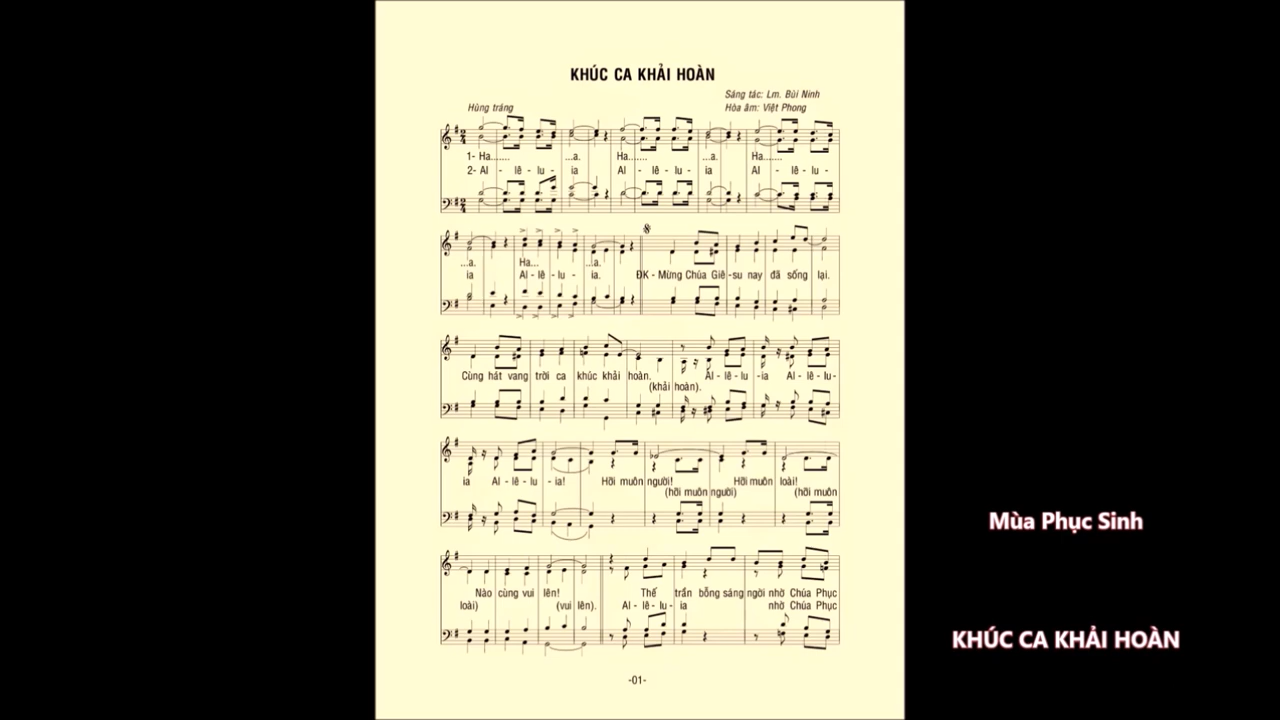 KHÚC CA KHẢI HOÀN
Sáng tác: Lm. Bùi Ninh
Hùng tráng
Hòa âm: Việt Phong
1- Ha...... ...a. Ha...... ...a. Ha......
2- Al - lê - lu - ia Al - lê - lu - ia Al - lê - lu -
...a. Ha... ...a.
ia Al - lê - lu - ia. ĐK - Mừng Chúa Giê -su nay đã sống lại.
Cùng hát vang trời ca khúc khải hoàn. Al - lê - lu -ia Al - lê - lu-
(khải hoàn).
ia Al - lê - lu - ia! Hỡi muôn người! Hỡi muôn loài!
(hỡi muôn người) (hỡi muôn
Nào cùng vui lên! Thế trần bỗng sáng ngời nhờ Chúa Phục
loài) (vui lên). Al - lê - lu - ia nhờ Chúa Phục
-01-
Mùa Phục Sinh
KHÚC CA KHẢI HOÀN